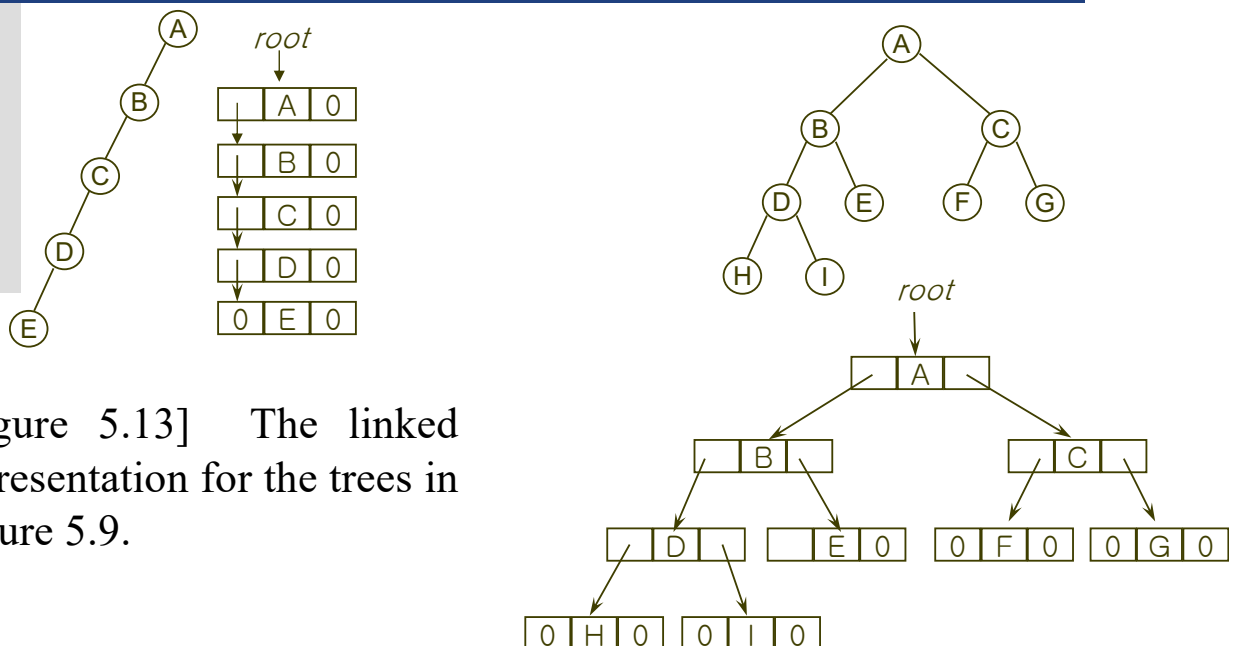 A
B
C
D
E
root
A 0
B 0
C 0
D 0
0 E 0
gure 5.13] The linked
resentation for the trees in
ure 5.9.
A
B C
D E F G
H I
root
A
B C
D E 0 0 F 0 0 G 0
0 H 0 0 I 0